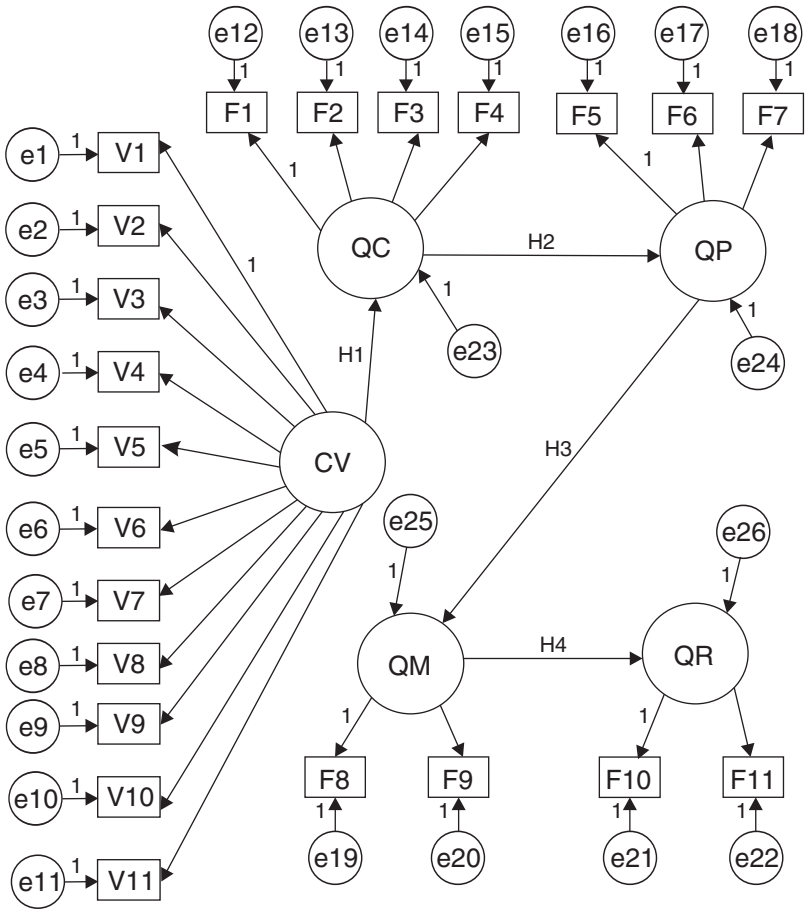 e12 e13 e14 e15 e16 e17 e18
1 1 1 1 1 1 1
F1 F2 F3 F4 F5 F6 F7
e1 1 V1
1 1
e2 1 V2
QC H2 QP
1
e3 1 V3
1 1
H1 e23 e24
e4 1 V4
e5 1 V5
CV H3
e6 1 V6
e25 e26
1 1
e7 1 V7
e8 1 V8
QM H4 QR
e9 1 V9
1 1
e10 1 V10
F8 F9 F10 F11
1 1 1 1
e19 e20 e21 e22
e11 1 V11